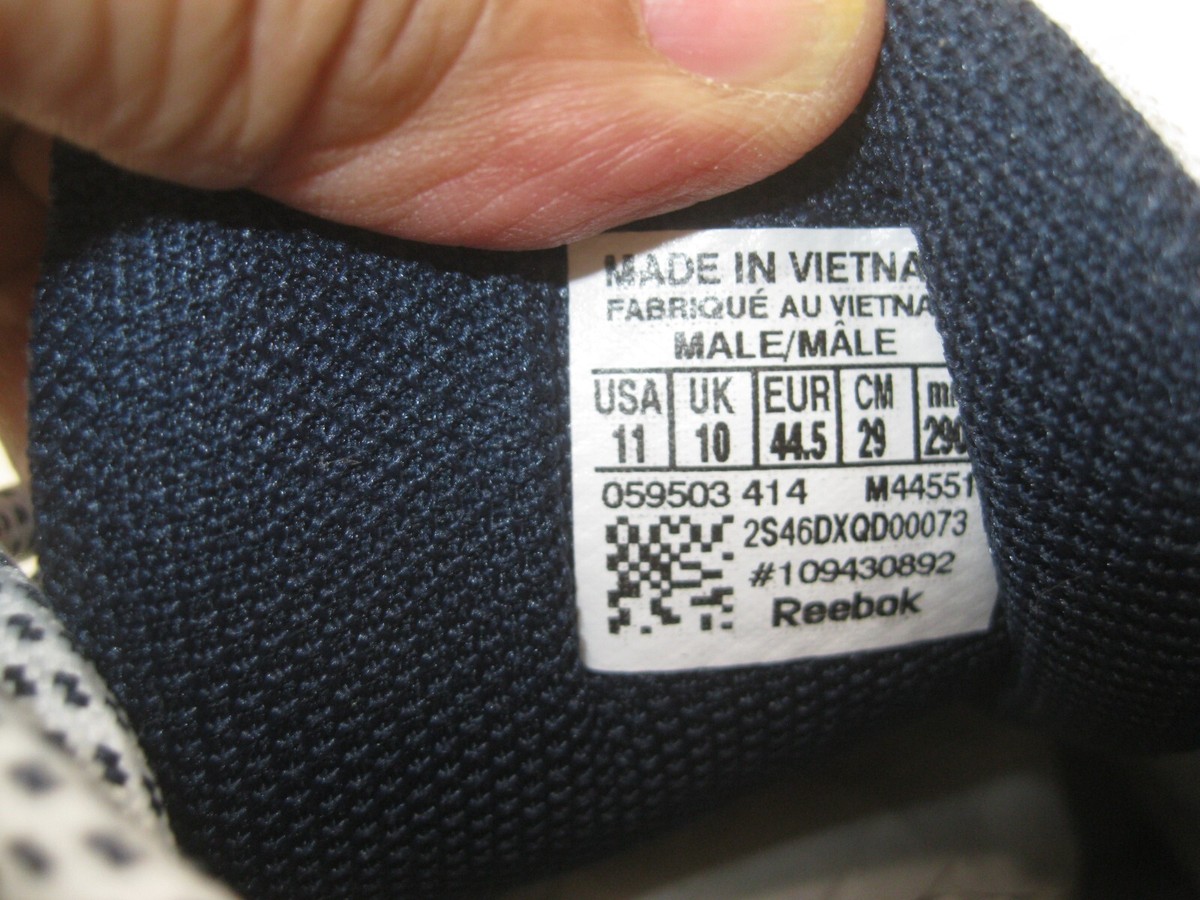 MADE IN VIETNA
FABRIQUÉ AU VIETNA
MALE/MÂLE
USA UK EUR CM m
11 10 44.5 29 290
059503 414 M44551
2S46DXQD00073
#109430892
Reebok